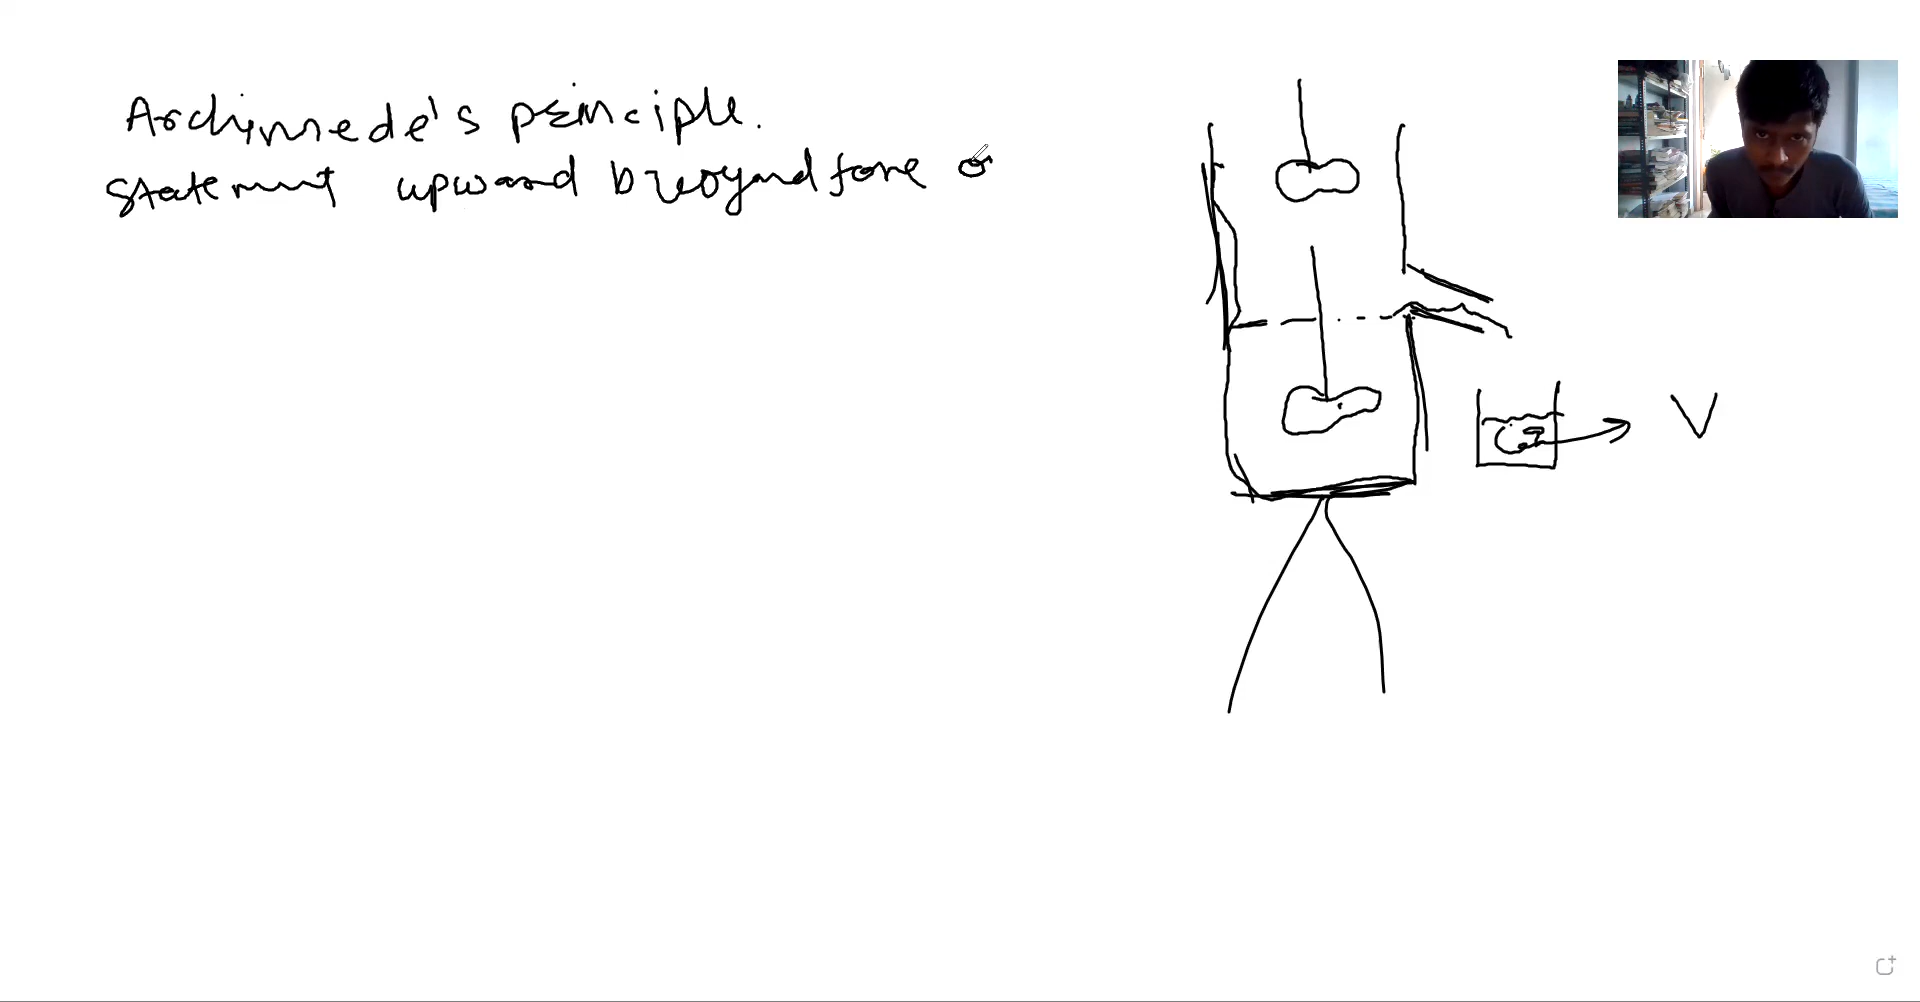 Archimede's principle.
Statement upward buoyand force o
V